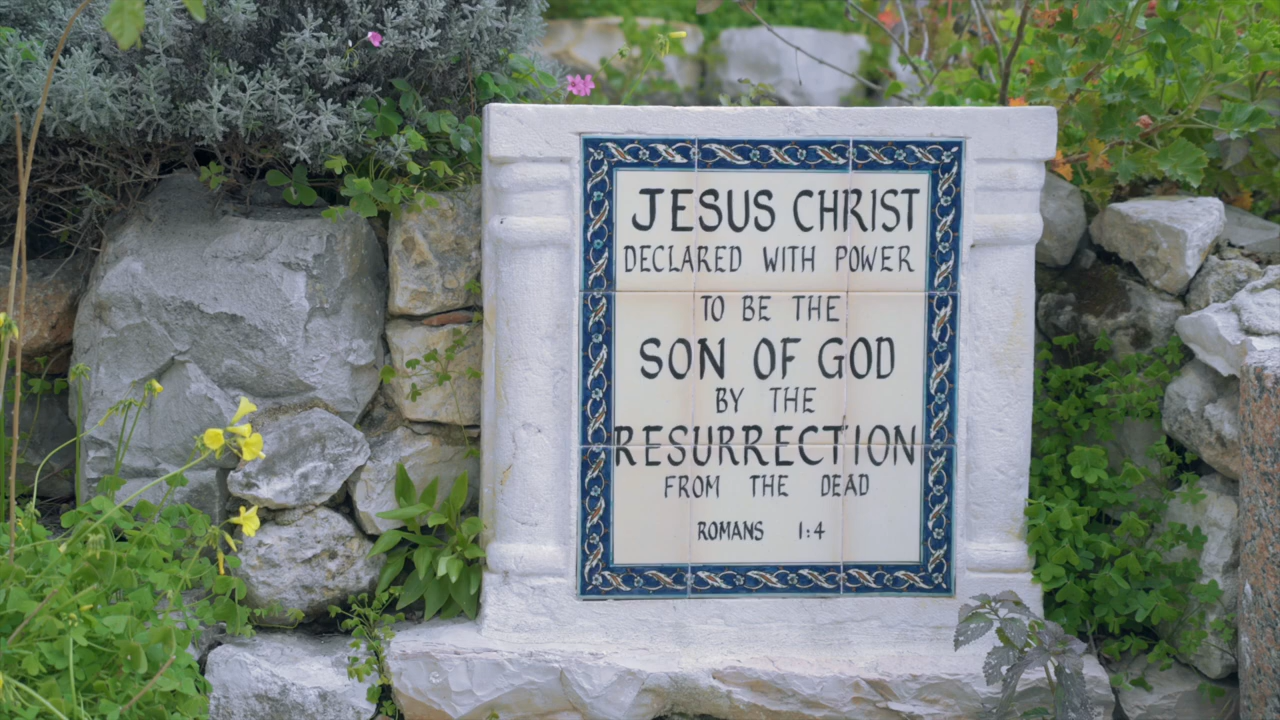 JESUS CHRIST
DECLARED WITH POWER
TO BE THE
SON OF GOD
BY THE
RESURRECTION
FROM THE DEAD
ROMANS 1:4